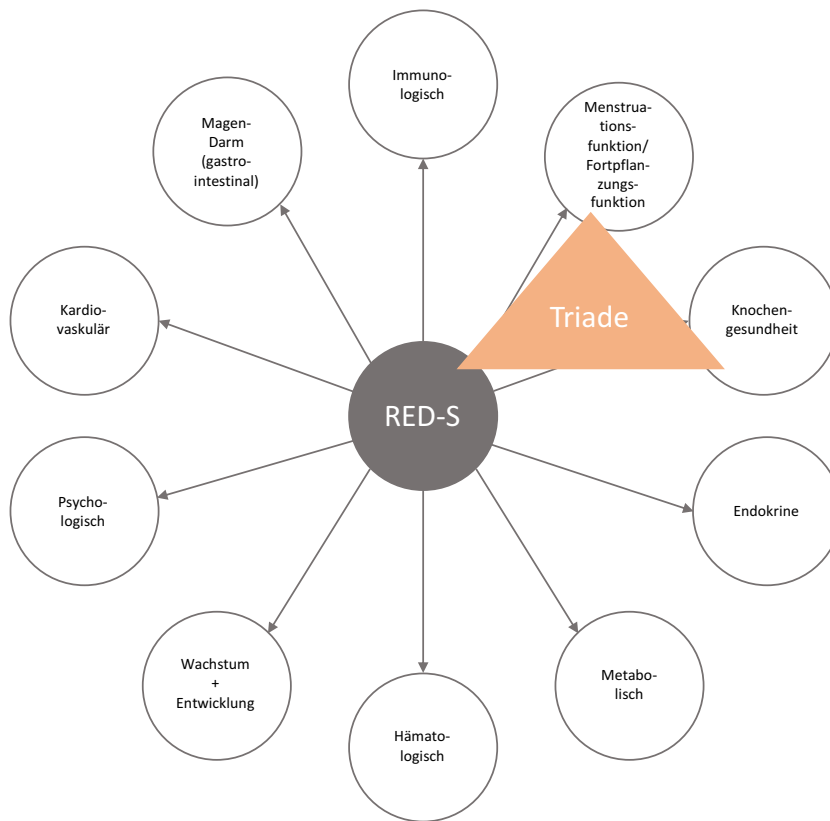 Immuno-
logisch
Menstrua-
tions-
funktion/
Fortpflan-
zungs-
funktion
Magen-
Darm
(gastro-
intestinal)
Triade
Knochen-
gesundheit
Kardio-
vaskulär
RED-S
Psycho-
logisch
Endokrine
Wachstum
+
Entwicklung
Metabo-
lisch
Hämato-
logisch